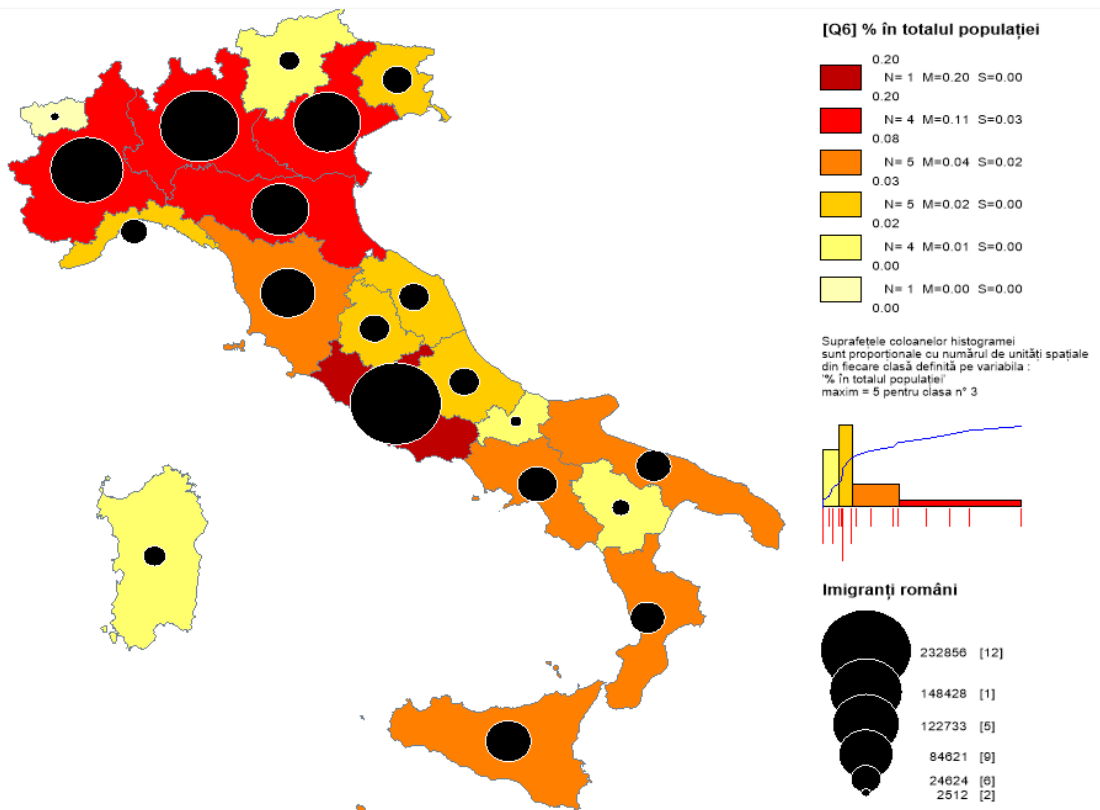 [Q6] % în totalul populației
0.20
N= 1 M=0.20 S=0.00
0.20
N= 4 M=0.11 S=0.03
0.08
N= 5 M=0.04 S=0.02
0.03
N= 5 M=0.02 S=0.00
0.02
N= 4 M=0.01 S=0.00
0.00
N= 1 M=0.00 S=0.00
0.00
Suprafețele coloanelor histogramei
sunt proporționale cu numărul de unități spațiale
din fiecare clasă definită pe variabila :
'% în totalul populației'
maxim = 5 pentru clasa n° 3
Imigranți români
232856 [12]
148428 [1]
122733 [5]
84621 [9]
24624 [6]
2512 [2]